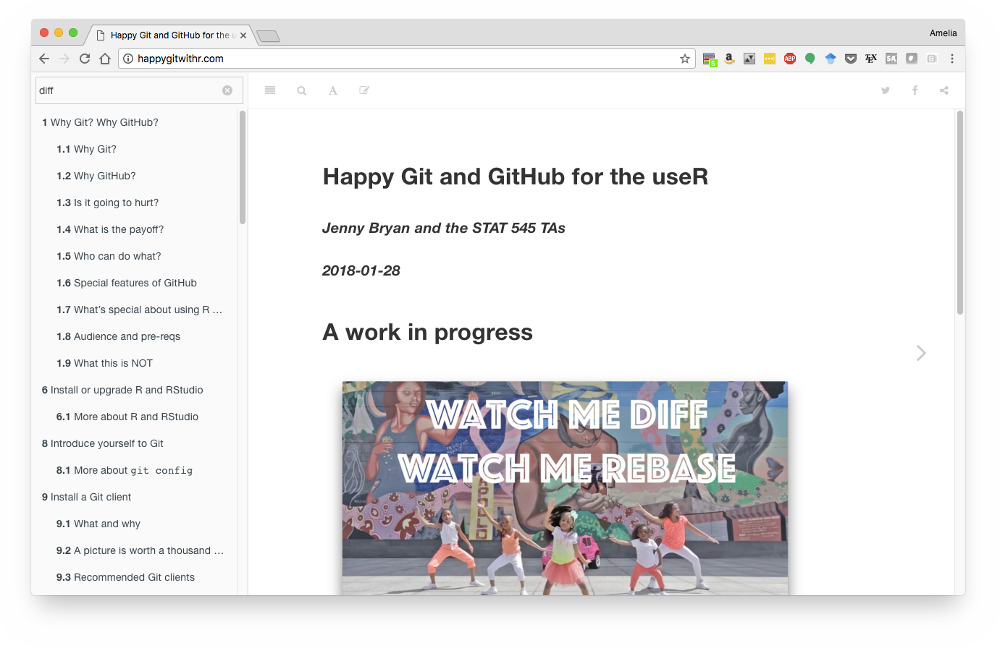 Happy Git and GitHub for the u
Amelia
happygitwithr.com
5
a
ABP
TEX
SA
B
diff
1 Why Git? Why GitHub?
1.1 Why Git?
1.2 Why GitHub?
1.3 Is it going to hurt?
1.4 What is the payoff?
1.5 Who can do what?
1.6 Special features of GitHub
1.7 What’s special about using R …
1.8 Audience and pre-reqs
1.9 What this is NOT
6 Install or upgrade R and RStudio
6.1 More about R and RStudio
8 Introduce yourself to Git
8.1 More about git config
9 Install a Git client
9.1 What and why
9.2 A picture is worth a thousand …
9.3 Recommended Git clients
A
Happy Git and GitHub for the useR
Jenny Bryan and the STAT 545 TAs
2018-01-28
A work in progress
WATCH ME DIFF
WATCH ME REBASE
APOLLO